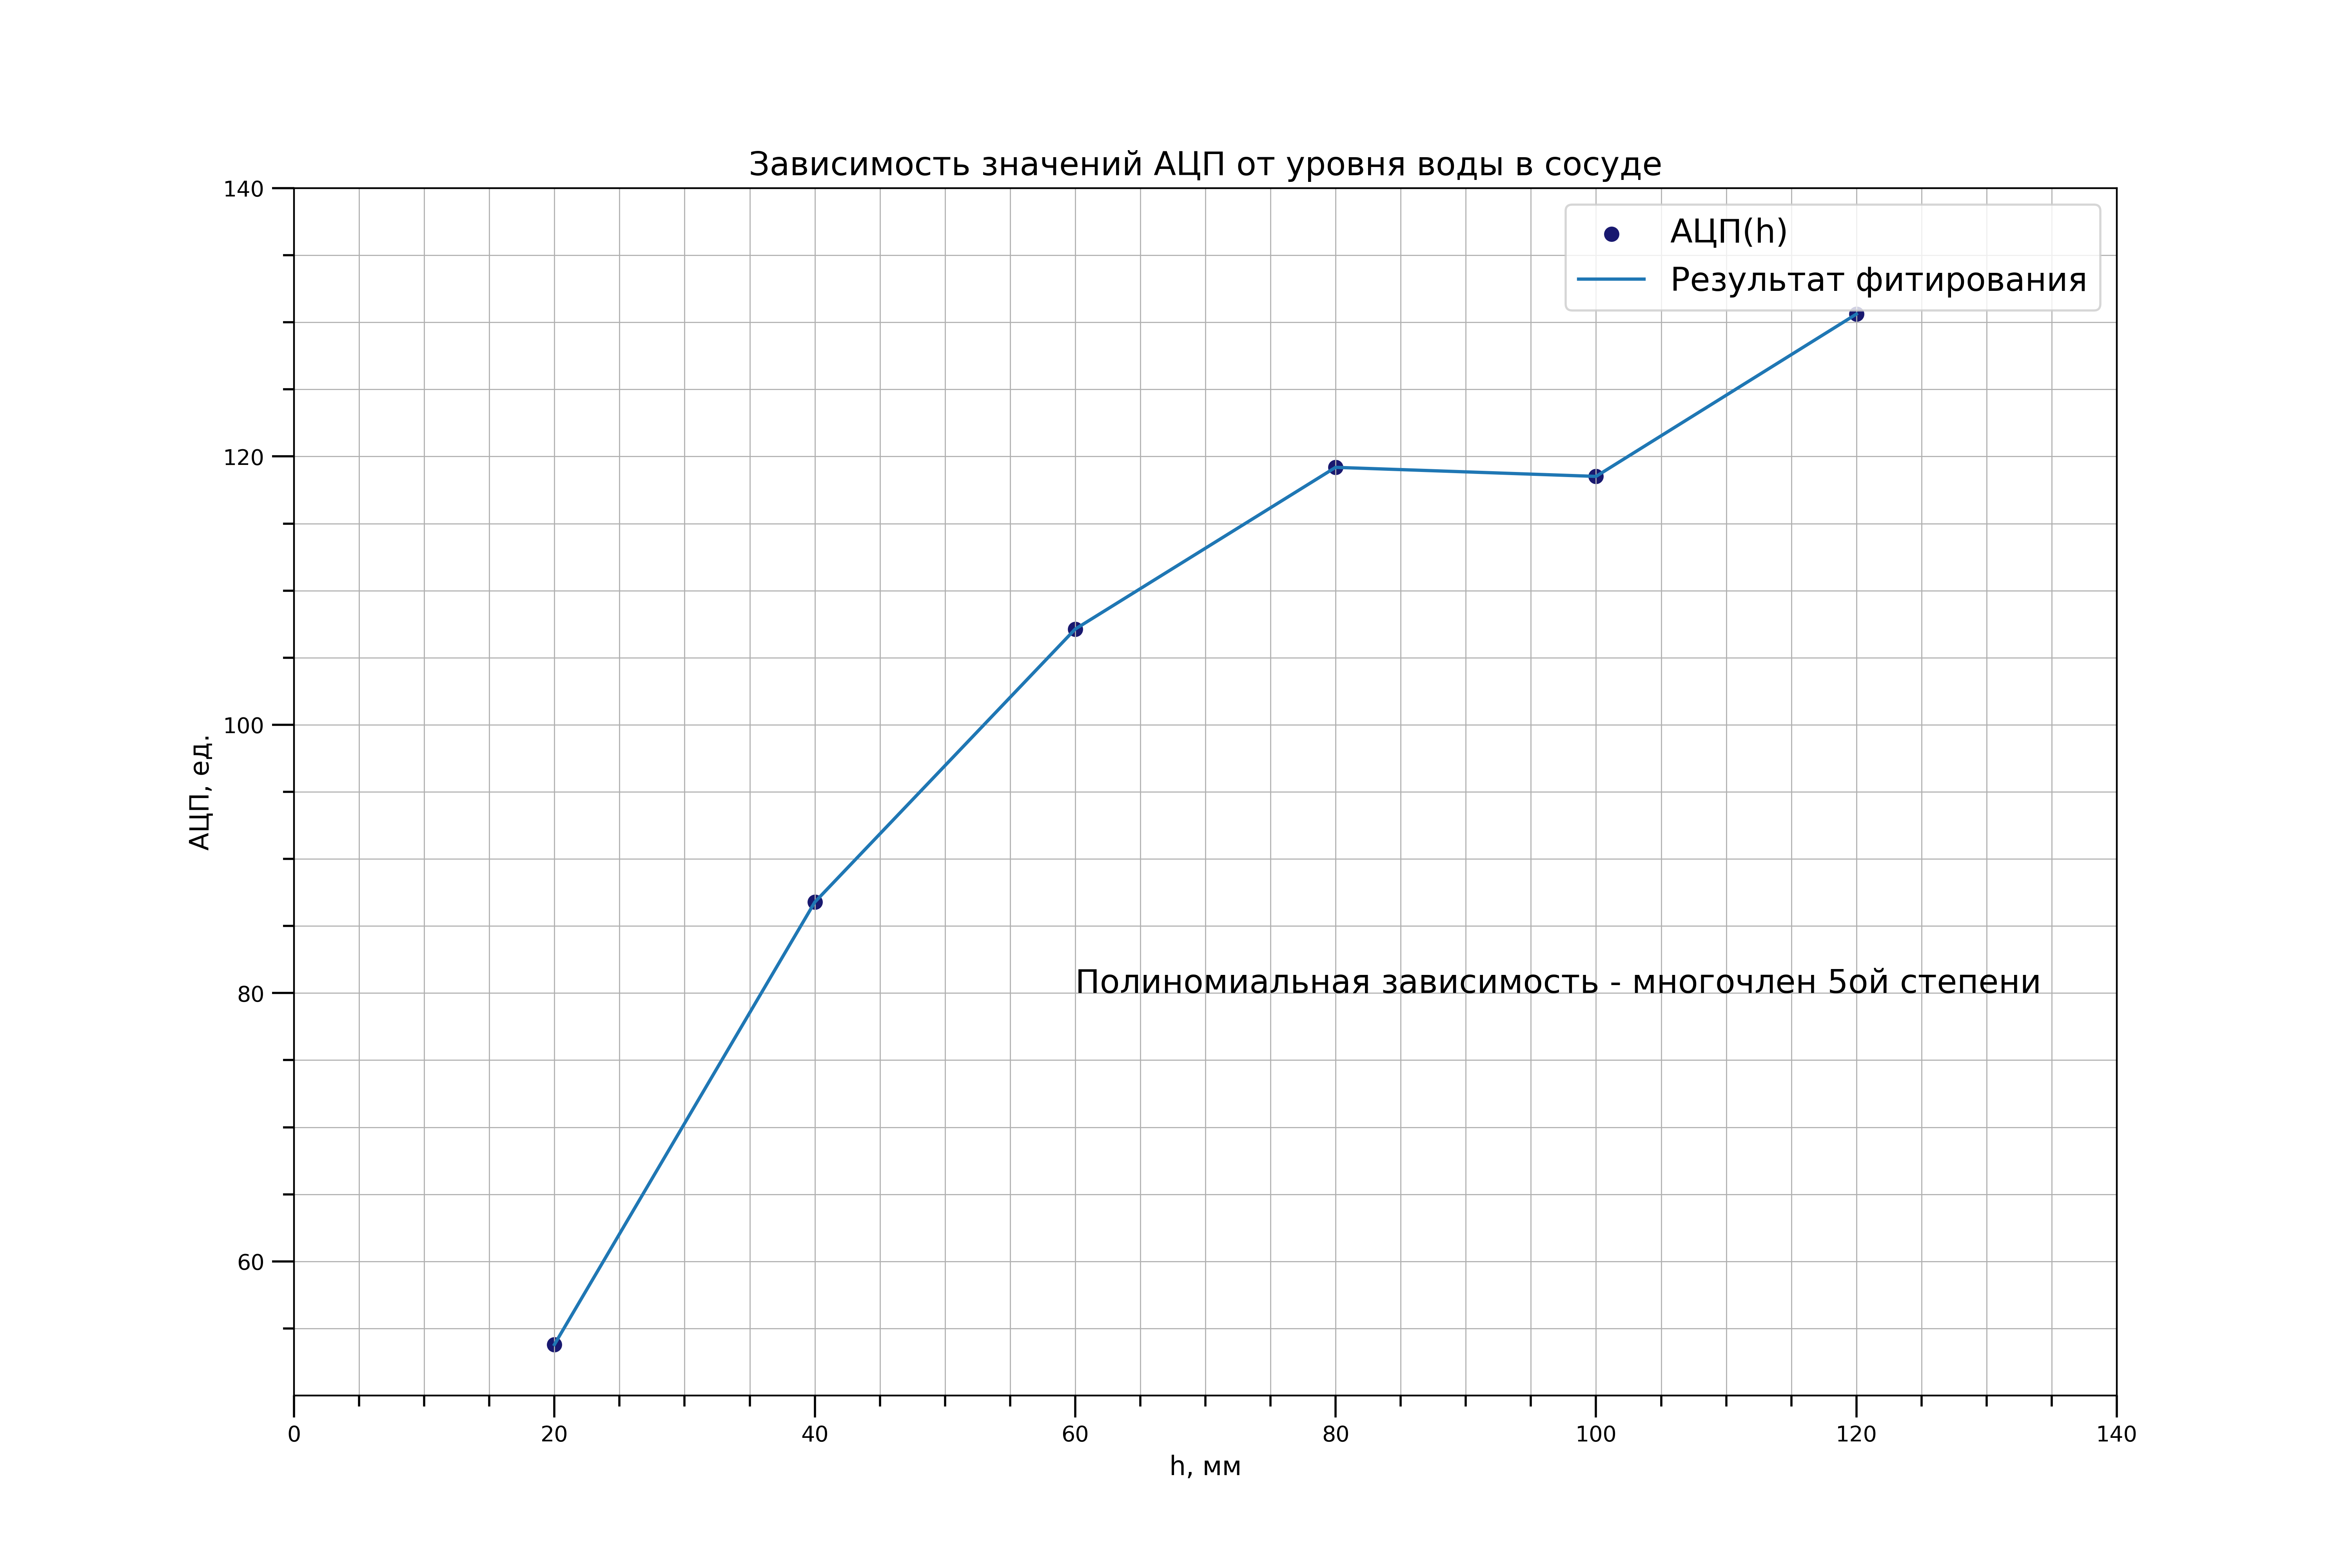 Зависимость значений АЦП от уровня воды в сосуде
140
120
100
80
60
АЦП, ед.
АЦП(h)
Результат фитирования
Полиномиальная зависимость - многочлен 5ой степени
0 20 40 60 80 100 120 140
h, мм